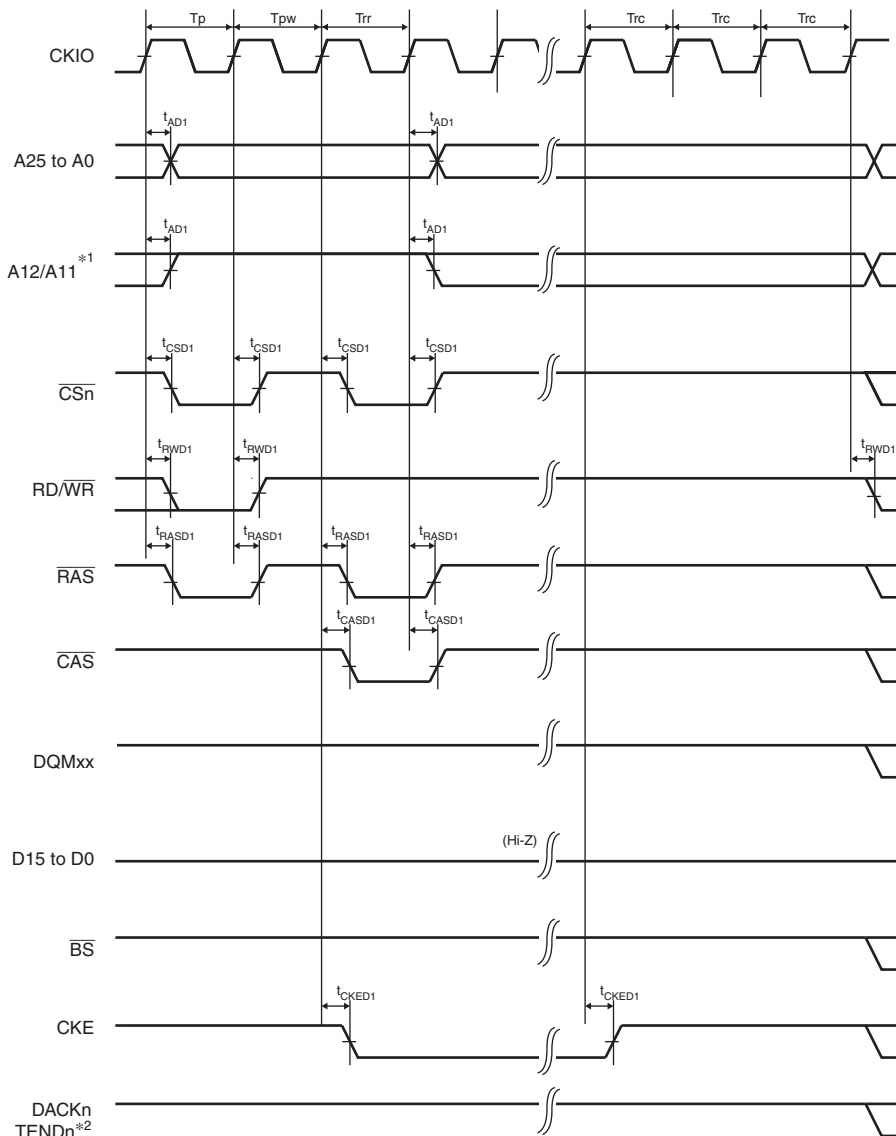 Tp Tpw Trr Trc Trc Trc
CKIO
tAD1 tAD1
A25 to A0
tAD1 tAD1
A12/A11*1
tCSD1 tCSD1 tCSD1 tCSD1
CSn
tRWD1 tRWD1 tRWD1
RD/WR
tRASD1 tRASD1 tRASD1 tRASD1
RAS
tCASD1 tCASD1
CAS
DQMxx
(Hi-Z)
D15 to D0
BS
tCKED1 tCKED1
CKE
DACKn
TENDn*2